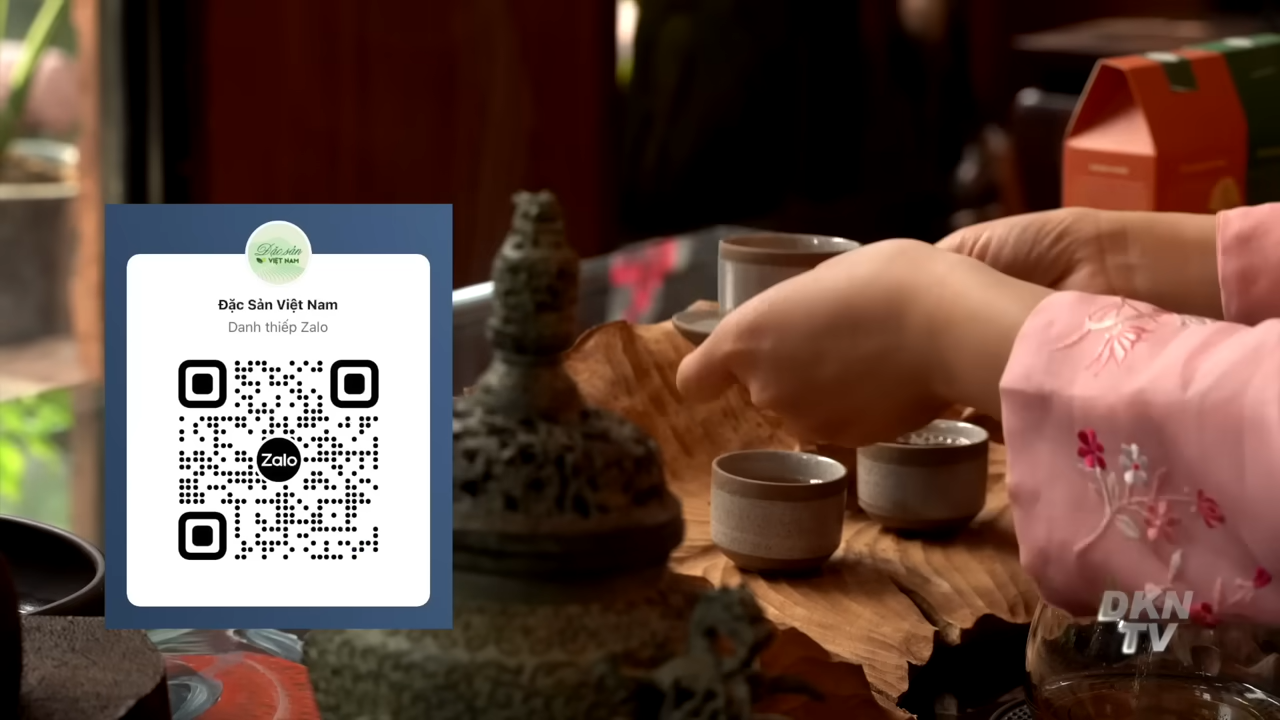 Đặc sản
VIỆT NAM
Đặc Sản Việt Nam
Danh thiếp Zalo
Zalo
DKN
TV